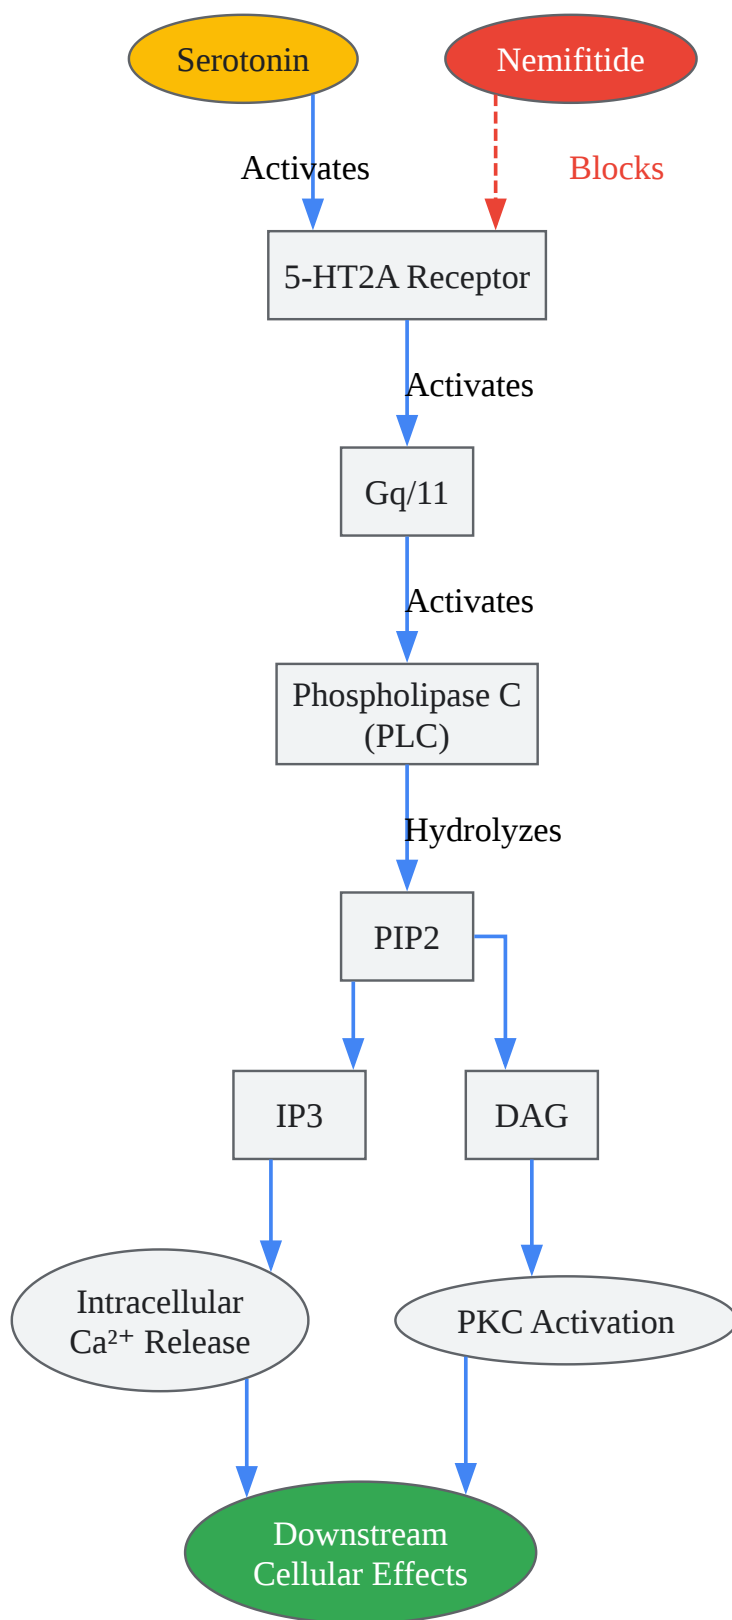 Serotonin
Nemifitide
Activates
Blocks
5-HT2A Receptor
Activates
Gq/11
Activates
Phospholipase C
(PLC)
Hydrolyzes
PIP2
IP3
DAG
Intracellular
Ca²⁺ Release
PKC Activation
Downstream
Cellular Effects